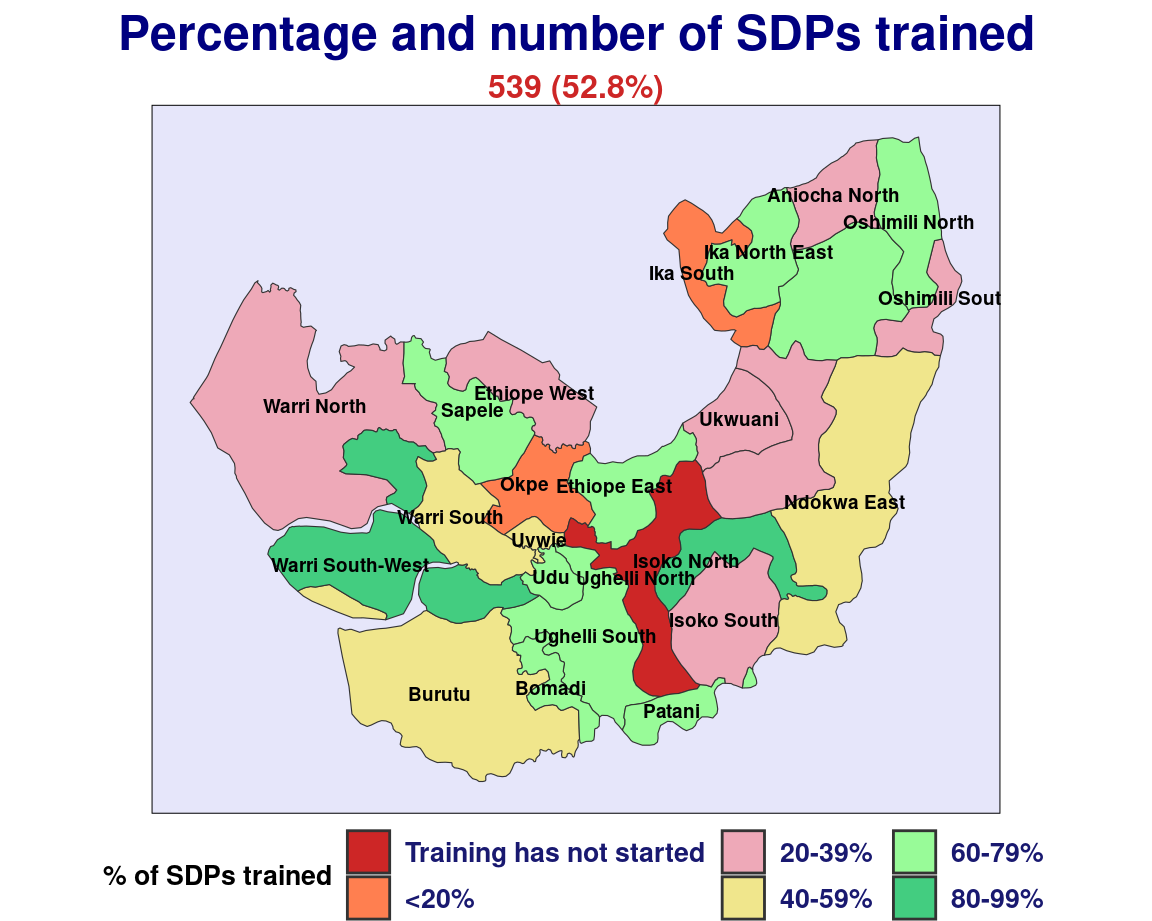 Percentage and number of SDPs trained
539 (52.8%)
Aniocha North
Oshimili North
Ika North East
Ika South
Oshimili Sout
Ethiope West
Warri North
Sapele
Ukwuani
Okpe
Ethiope East
Ndokwa East
Warri South
Uvwie
Isoko North
Warri South-West
Udu
Ughelli North
Isoko South
Ughelli South
Bomadi
Burutu
Patani
% of SDPs trained
Training has not started
<20%
20-39%
40-59%
60-79%
80-99%